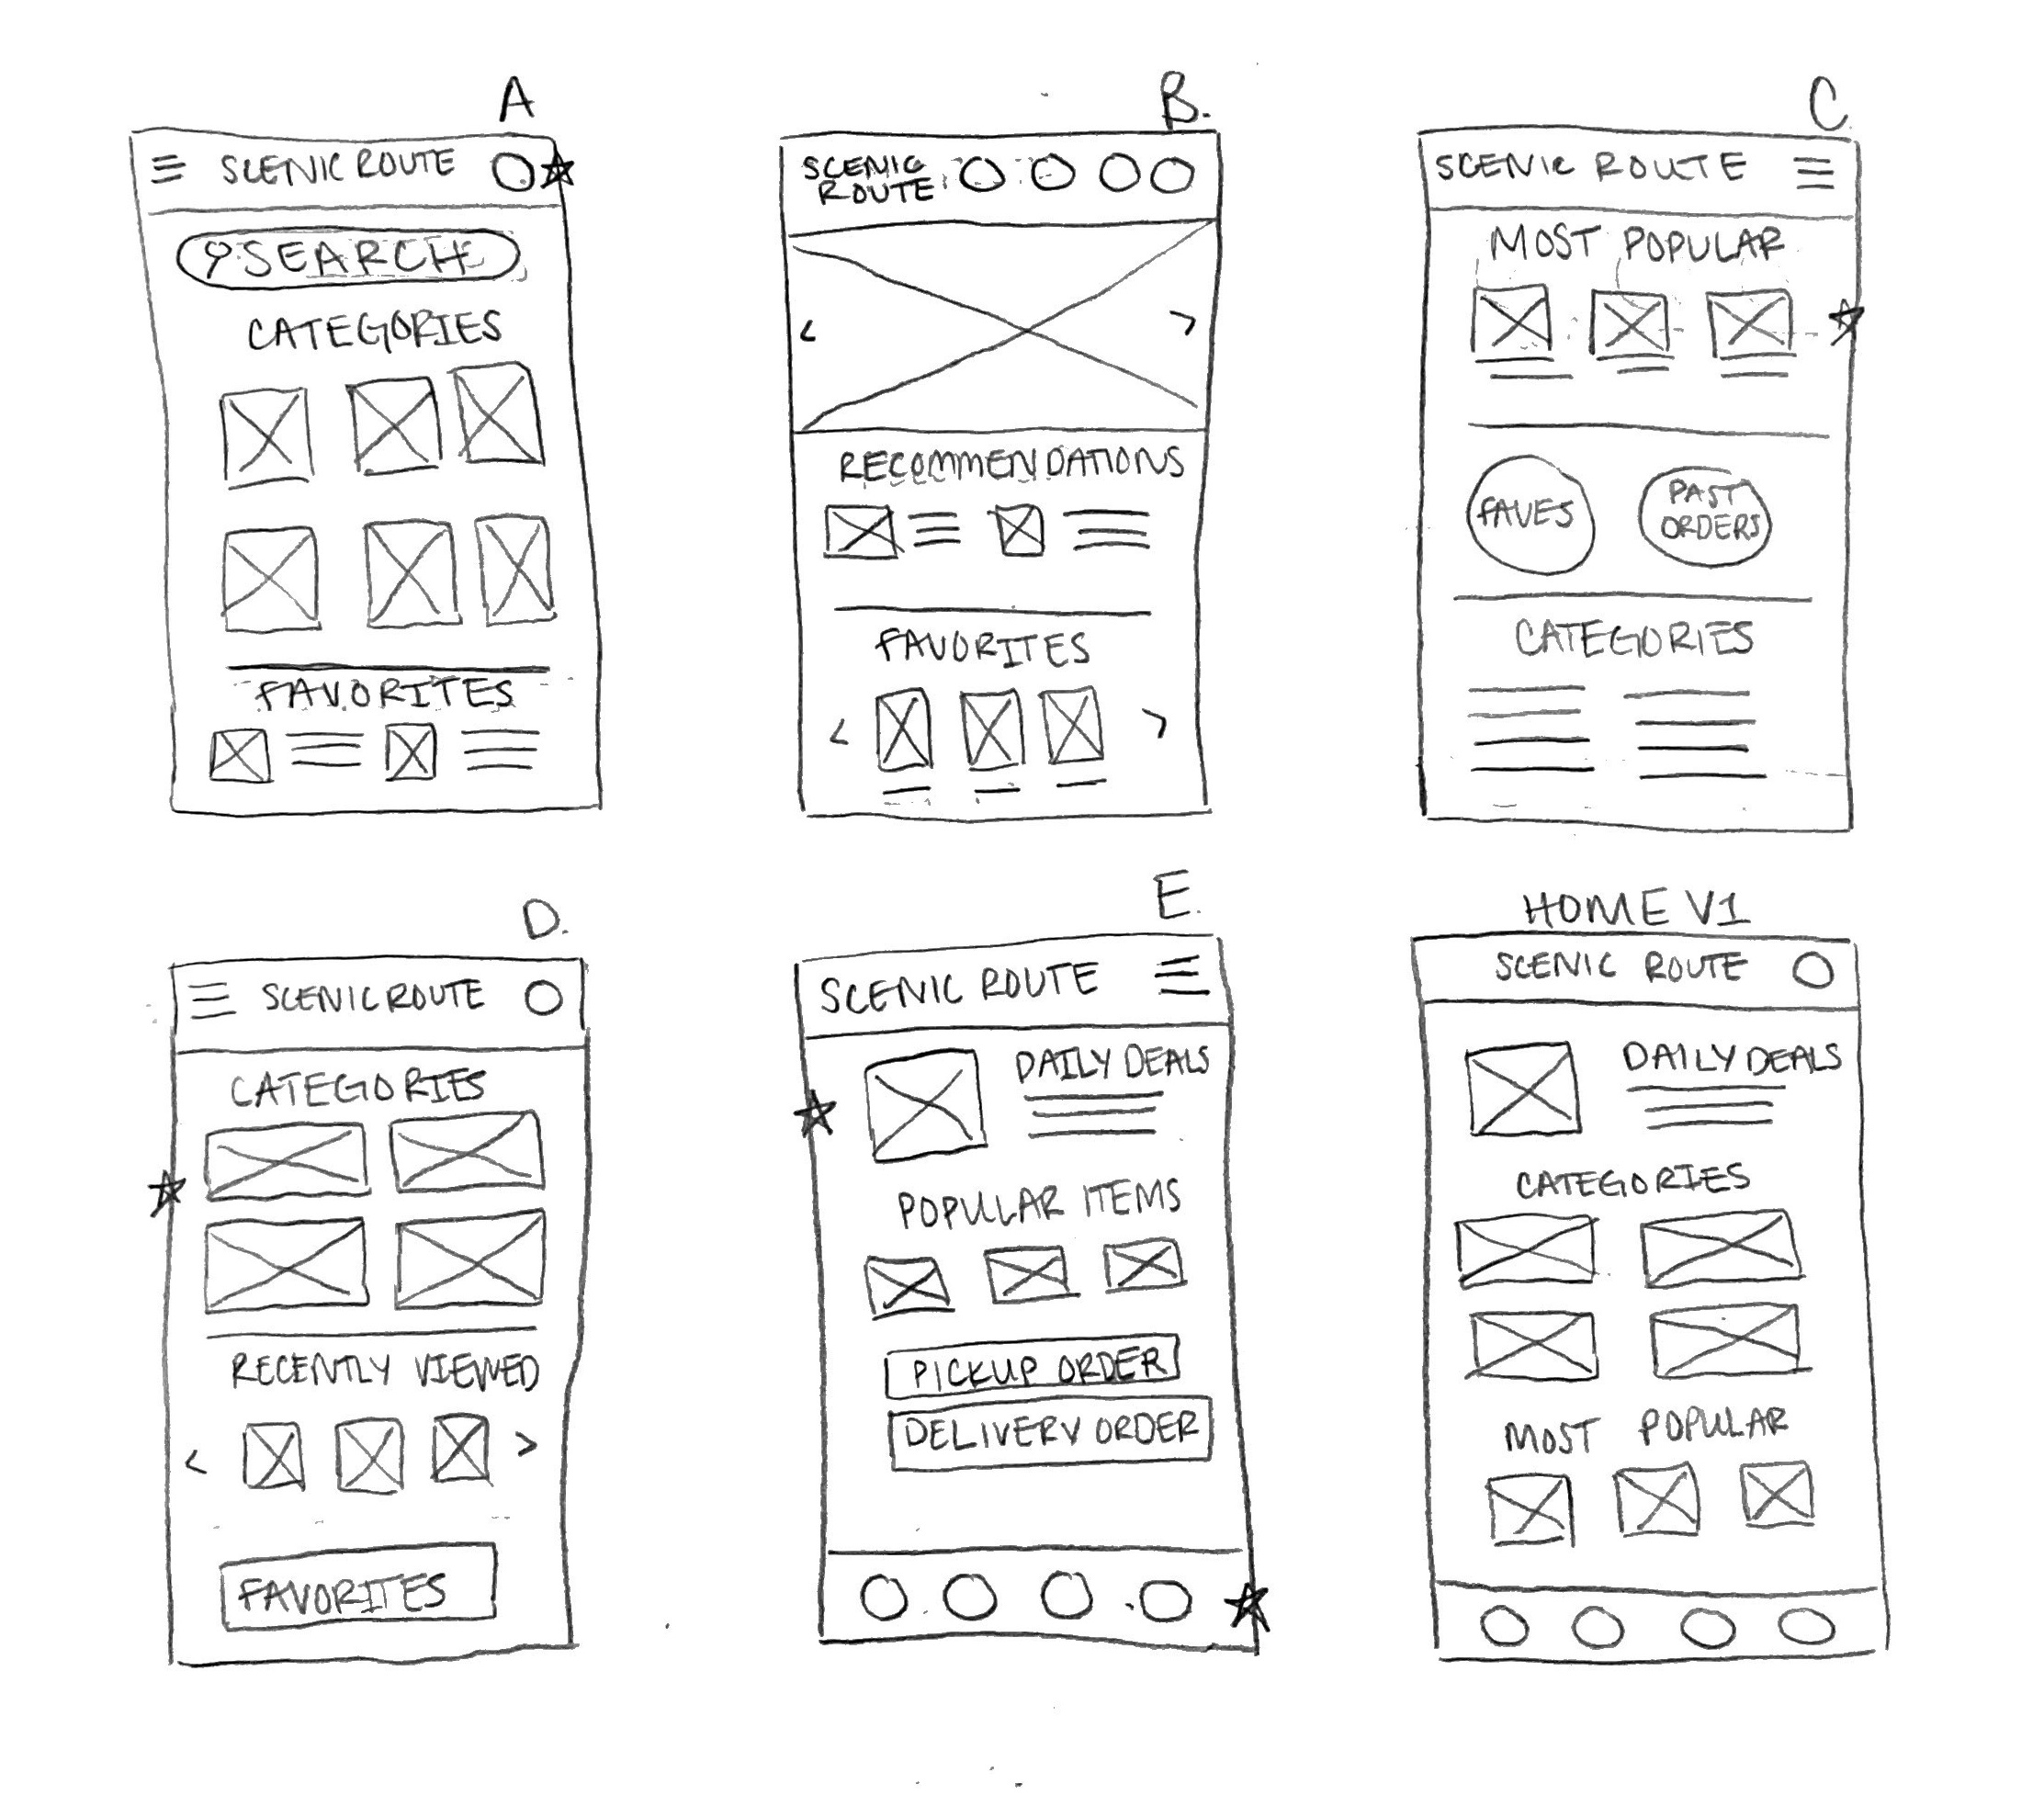 A
SCENIC ROUTE
SEARCH
CATEGORIES
FAVORITES
B.
SCENIC
ROUTE
<
>
RECOMMENDATIONS
FAVORITES
<
>
C.
SCENIC ROUTE
MOST POPULAR
FAVES
PAST
ORDERS
CATEGORIES
D.
SCENIC ROUTE
CATEGORIES
RECENTLY VIEWED
<
>
FAVORITES
E.
SCENIC ROUTE
DAILY DEALS
POPULAR ITEMS
PICKUP ORDER
DELIVERY ORDER
HOME V1
SCENIC ROUTE
DAILY DEALS
CATEGORIES
MOST POPULAR